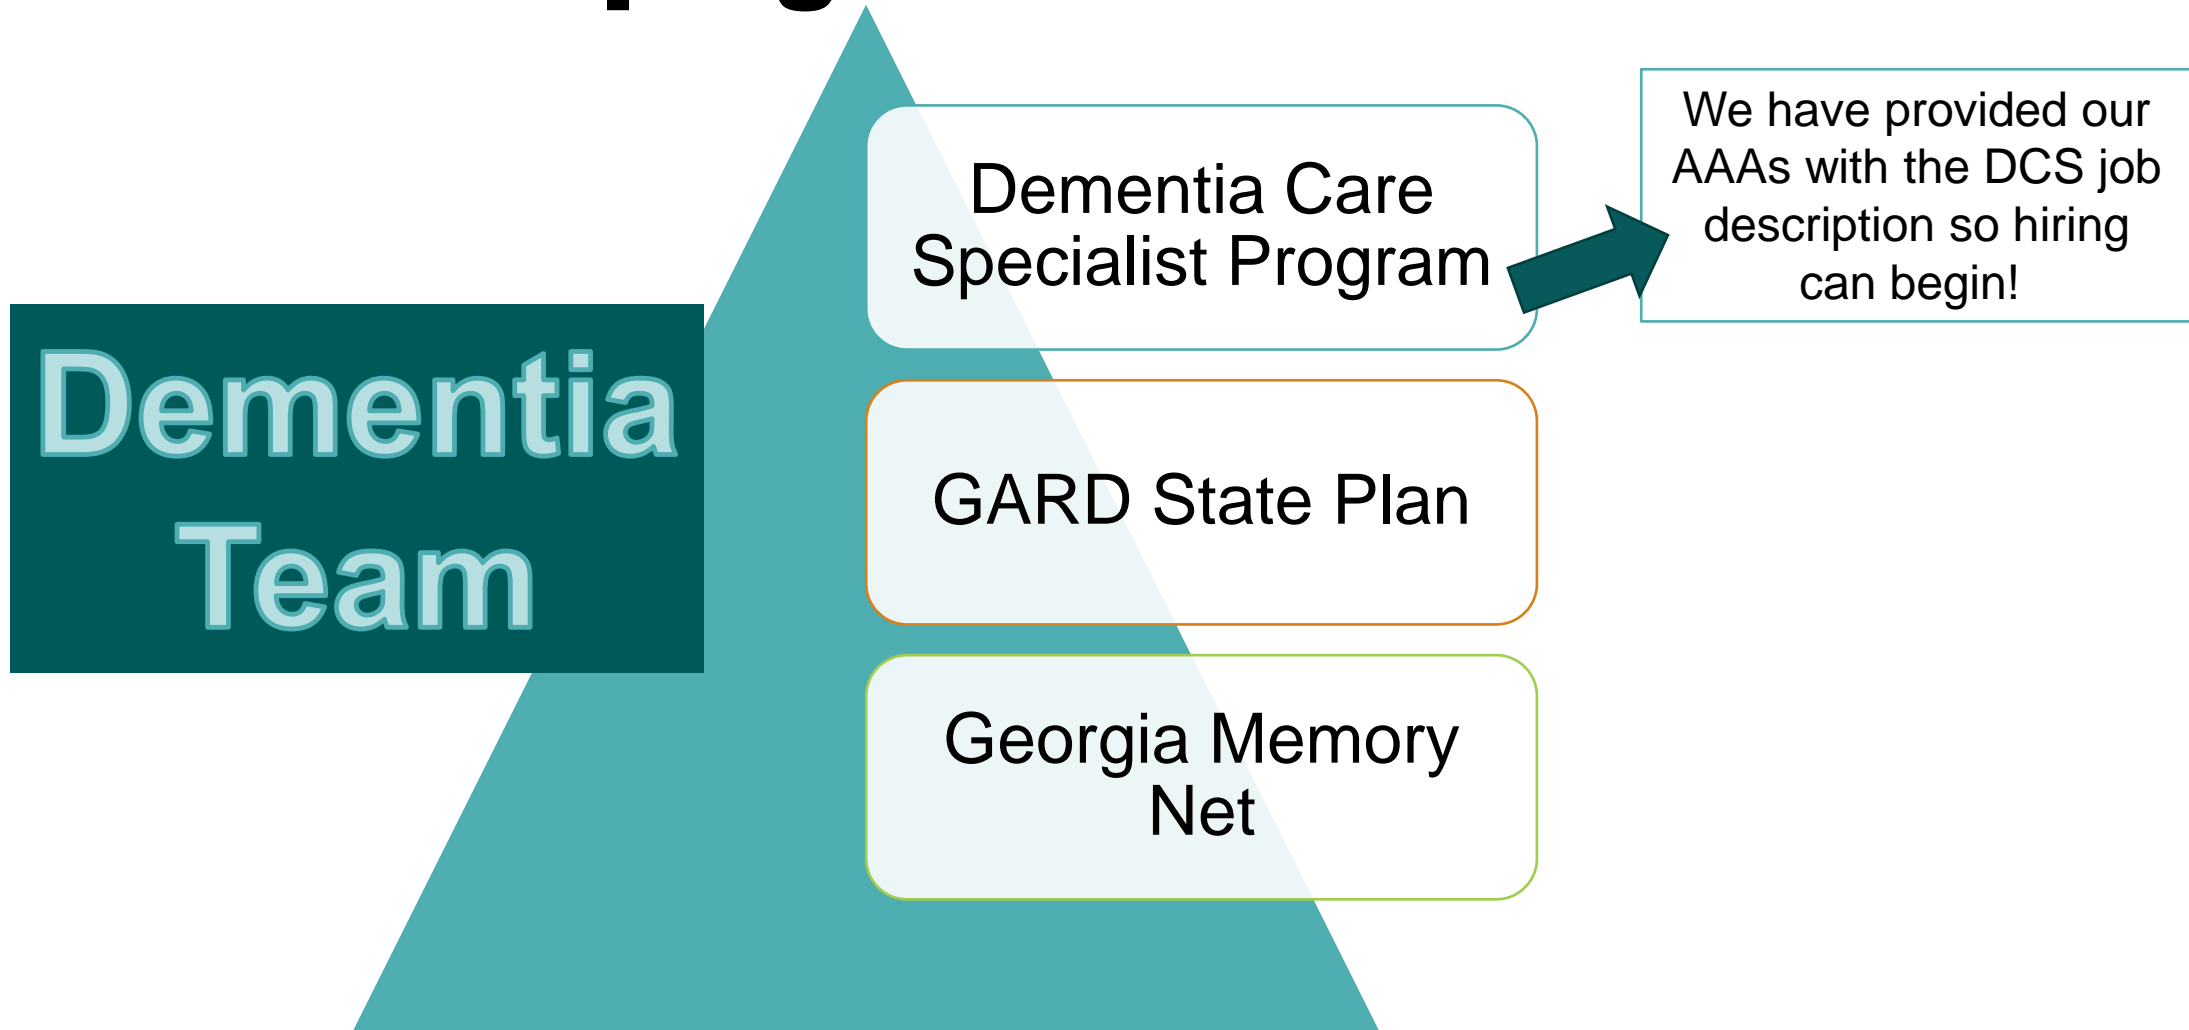 Dementia
Team
Dementia Care
Specialist Program
We have provided our
AAAs with the DCS job
description so hiring
can begin!
GARD State Plan
Georgia Memory
Net